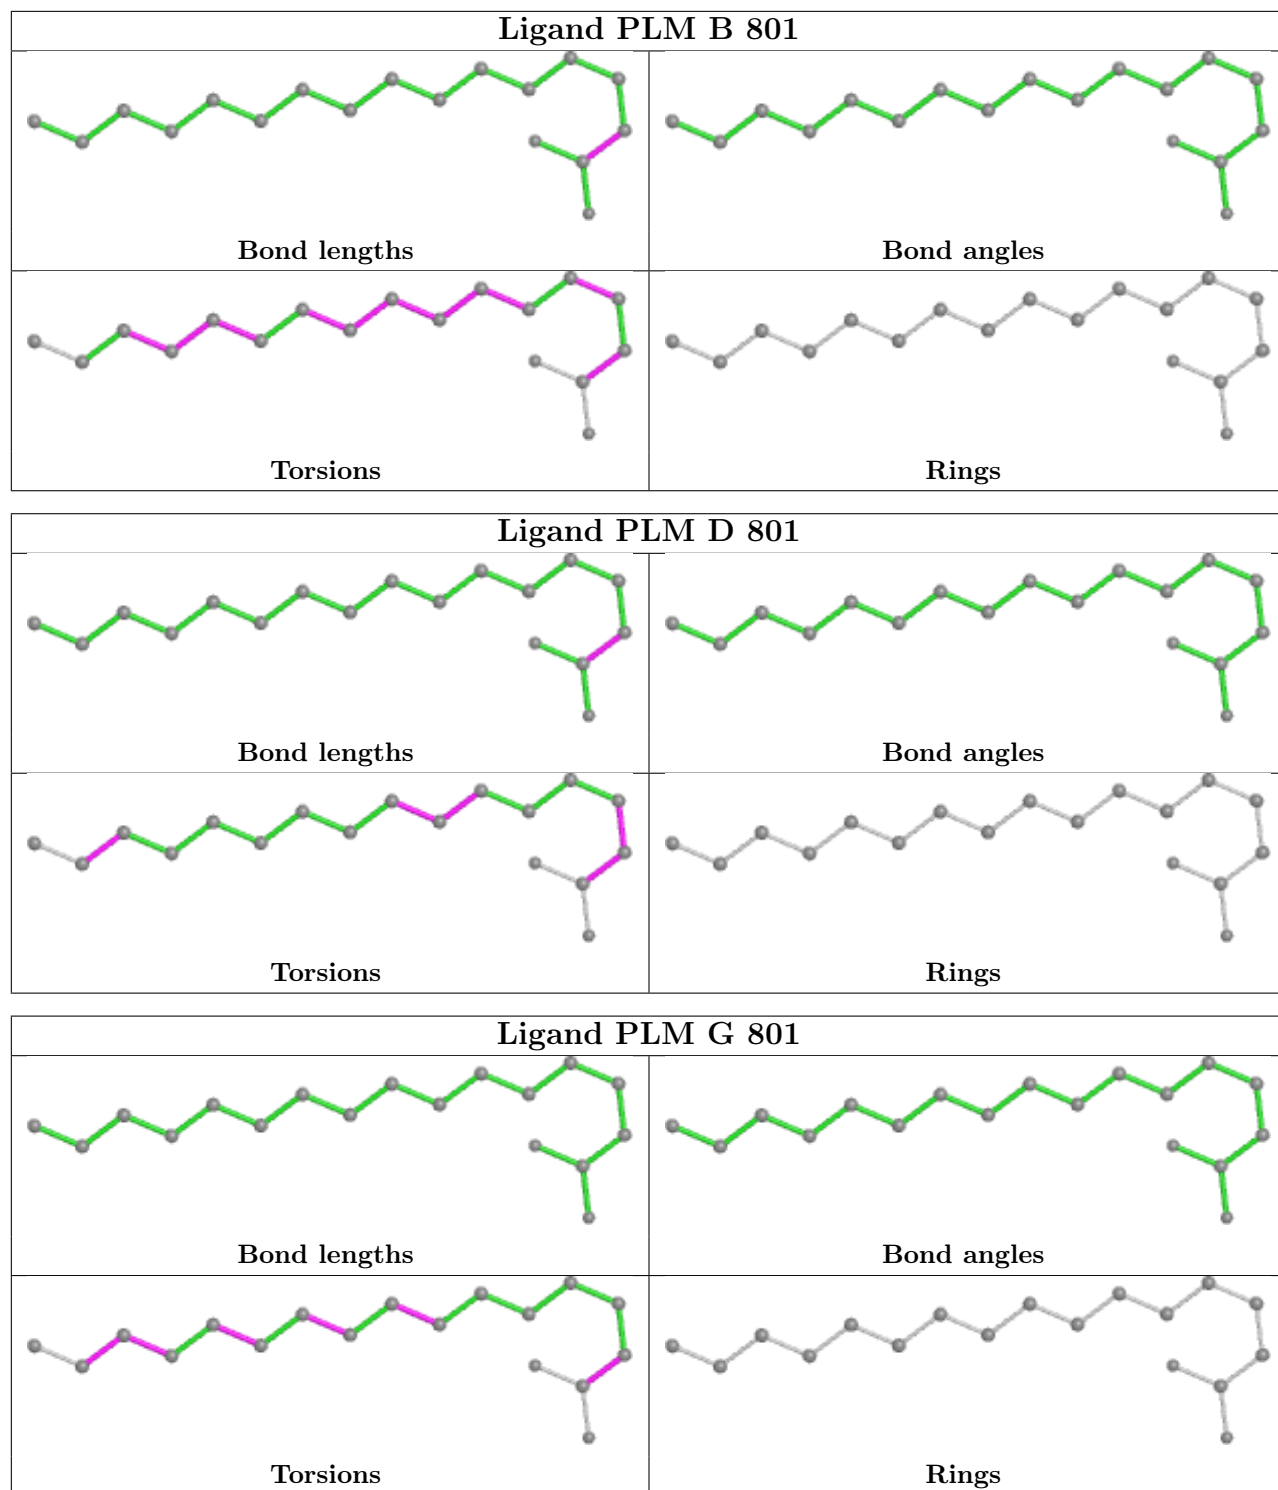 Ligand PLM B 801
Bond lengths
Bond angles
Torsions
Rings
Ligand PLM D 801
Bond lengths
Bond angles
Torsions
Rings
Ligand PLM G 801
Bond lengths
Bond angles
Torsions
Rings